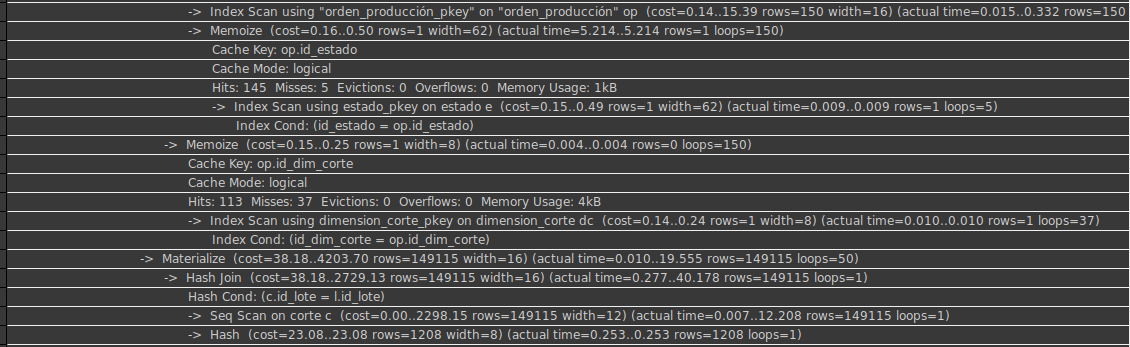 -> Index Scan using "orden_producción_pkey" on "orden_producción" op (cost=0.14..15.39 rows=150 width=16) (actual time=0.015..0.332 rows=150
-> Memoize (cost=0.16..0.50 rows=1 width=62) (actual time=5.214..5.214 rows=1 loops=150)
Cache Key: op.id_estado
Cache Mode: logical
Hits: 145 Misses: 5 Evictions: 0 Overflows: 0 Memory Usage: 1kB
-> Index Scan using estado_pkey on estado e (cost=0.15..0.49 rows=1 width=62) (actual time=0.009..0.009 rows=1 loops=5)
Index Cond: (id_estado = op.id_estado)
-> Memoize (cost=0.15..0.25 rows=1 width=8) (actual time=0.004..0.004 rows=0 loops=150)
Cache Key: op.id_dim_corte
Cache Mode: logical
Hits: 113 Misses: 37 Evictions: 0 Overflows: 0 Memory Usage: 4kB
-> Index Scan using dimension_corte_pkey on dimension_corte dc (cost=0.14..0.24 rows=1 width=8) (actual time=0.010..0.010 rows=1 loops=37)
Index Cond: (id_dim_corte = op.id_dim_corte)
-> Materialize (cost=38.18..4203.70 rows=149115 width=16) (actual time=0.010..19.555 rows=149115 loops=50)
-> Hash Join (cost=38.18..2729.13 rows=149115 width=16) (actual time=0.277..40.178 rows=149115 loops=1)
Hash Cond: (c.id_lote = l.id_lote)
-> Seq Scan on corte c (cost=0.00..2298.15 rows=149115 width=12) (actual time=0.007..12.208 rows=149115 loops=1)
-> Hash (cost=23.08..23.08 rows=1208 width=8) (actual time=0.253..0.253 rows=1208 loops=1)